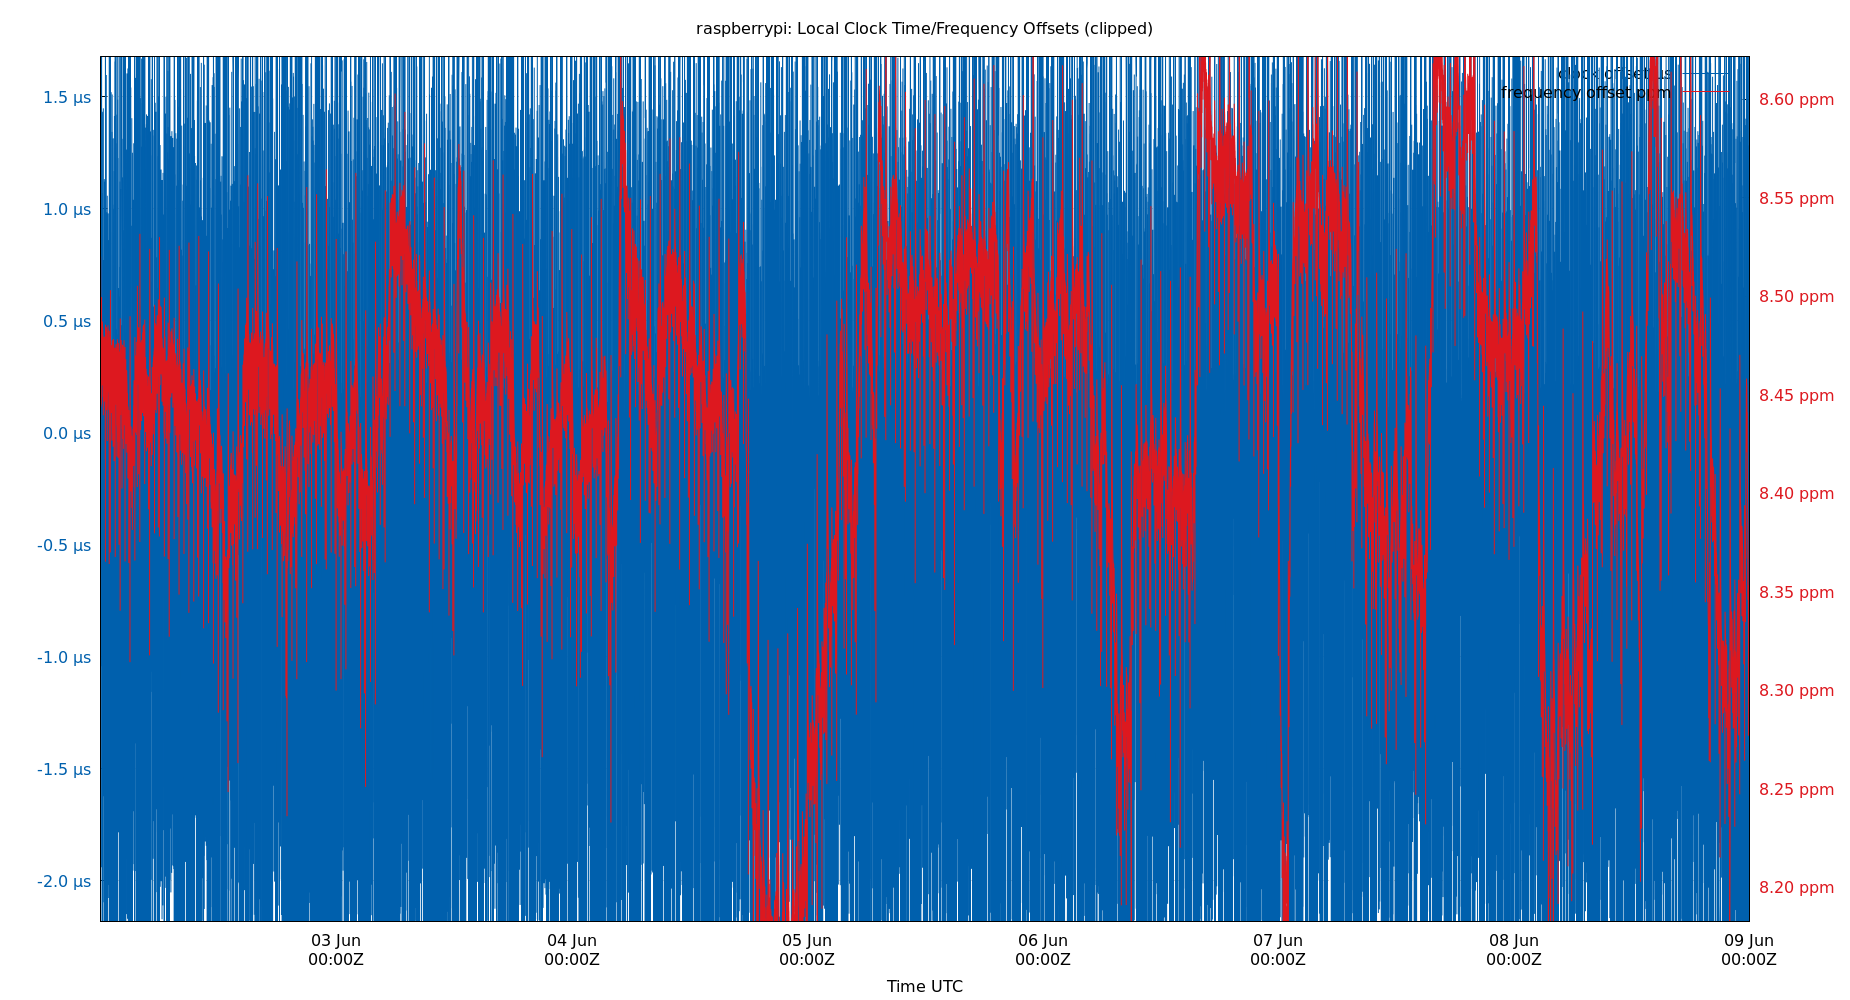 raspberrypi: Local Clock Time/Frequency Offsets (clipped)
clock offset us
frequency offset ppm
1.5 µs
1.0 µs
0.5 µs
0.0 µs
-0.5 µs
-1.0 µs
-1.5 µs
-2.0 µs
8.60 ppm
8.55 ppm
8.50 ppm
8.45 ppm
8.40 ppm
8.35 ppm
8.30 ppm
8.25 ppm
8.20 ppm
03 Jun 04 Jun 05 Jun 06 Jun 07 Jun 08 Jun 09 Jun
00:00Z 00:00Z 00:00Z 00:00Z 00:00Z 00:00Z 00:00Z
Time UTC